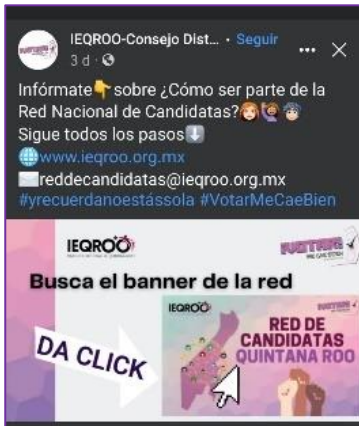 IEQROO-Consejo Dist... · Seguir
3 d ·
Infórmate👇sobre ¿Cómo ser parte de la
Red Nacional de Candidatas?
Sigue todos los pasos⬇️
🌐www.ieqroo.org.mx
✉️reddecandidatas@ieqroo.org.mx
#yrecuerdanoestássola #VotarMeCaeBien
IEQROO
Busca el banner de la red
DA CLICK
IEQROO
RED DE
CANDIDATAS
QUINTANA ROO